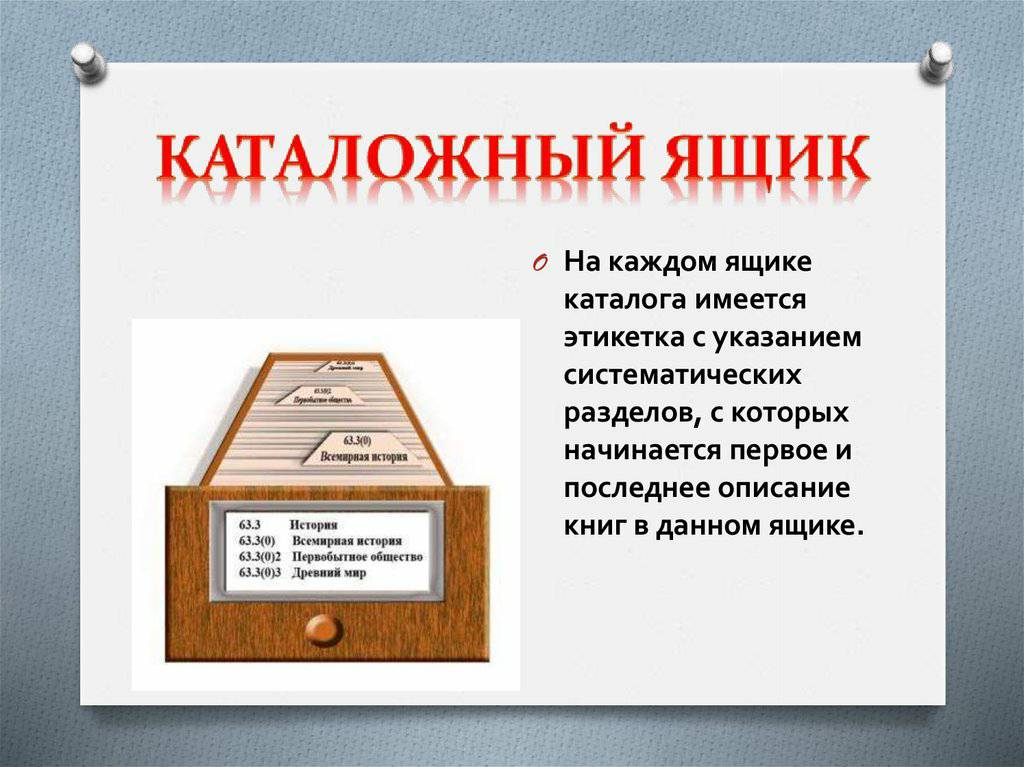 КАТАЛОЖНЫЙ ЯЩИК
На каждом ящике
каталога имеется
этикетка с указанием
систематических
разделов, с которых
начинается первое и
последнее описание
книг в данном ящике.
Древний мир
63.3(0)2
Первобытное общество
63.3(0)
Всемирная история
63.3 История
63.3(0) Всемирная история
63.3(0)2 Первобытное общество
63.3(0)3 Древний мир